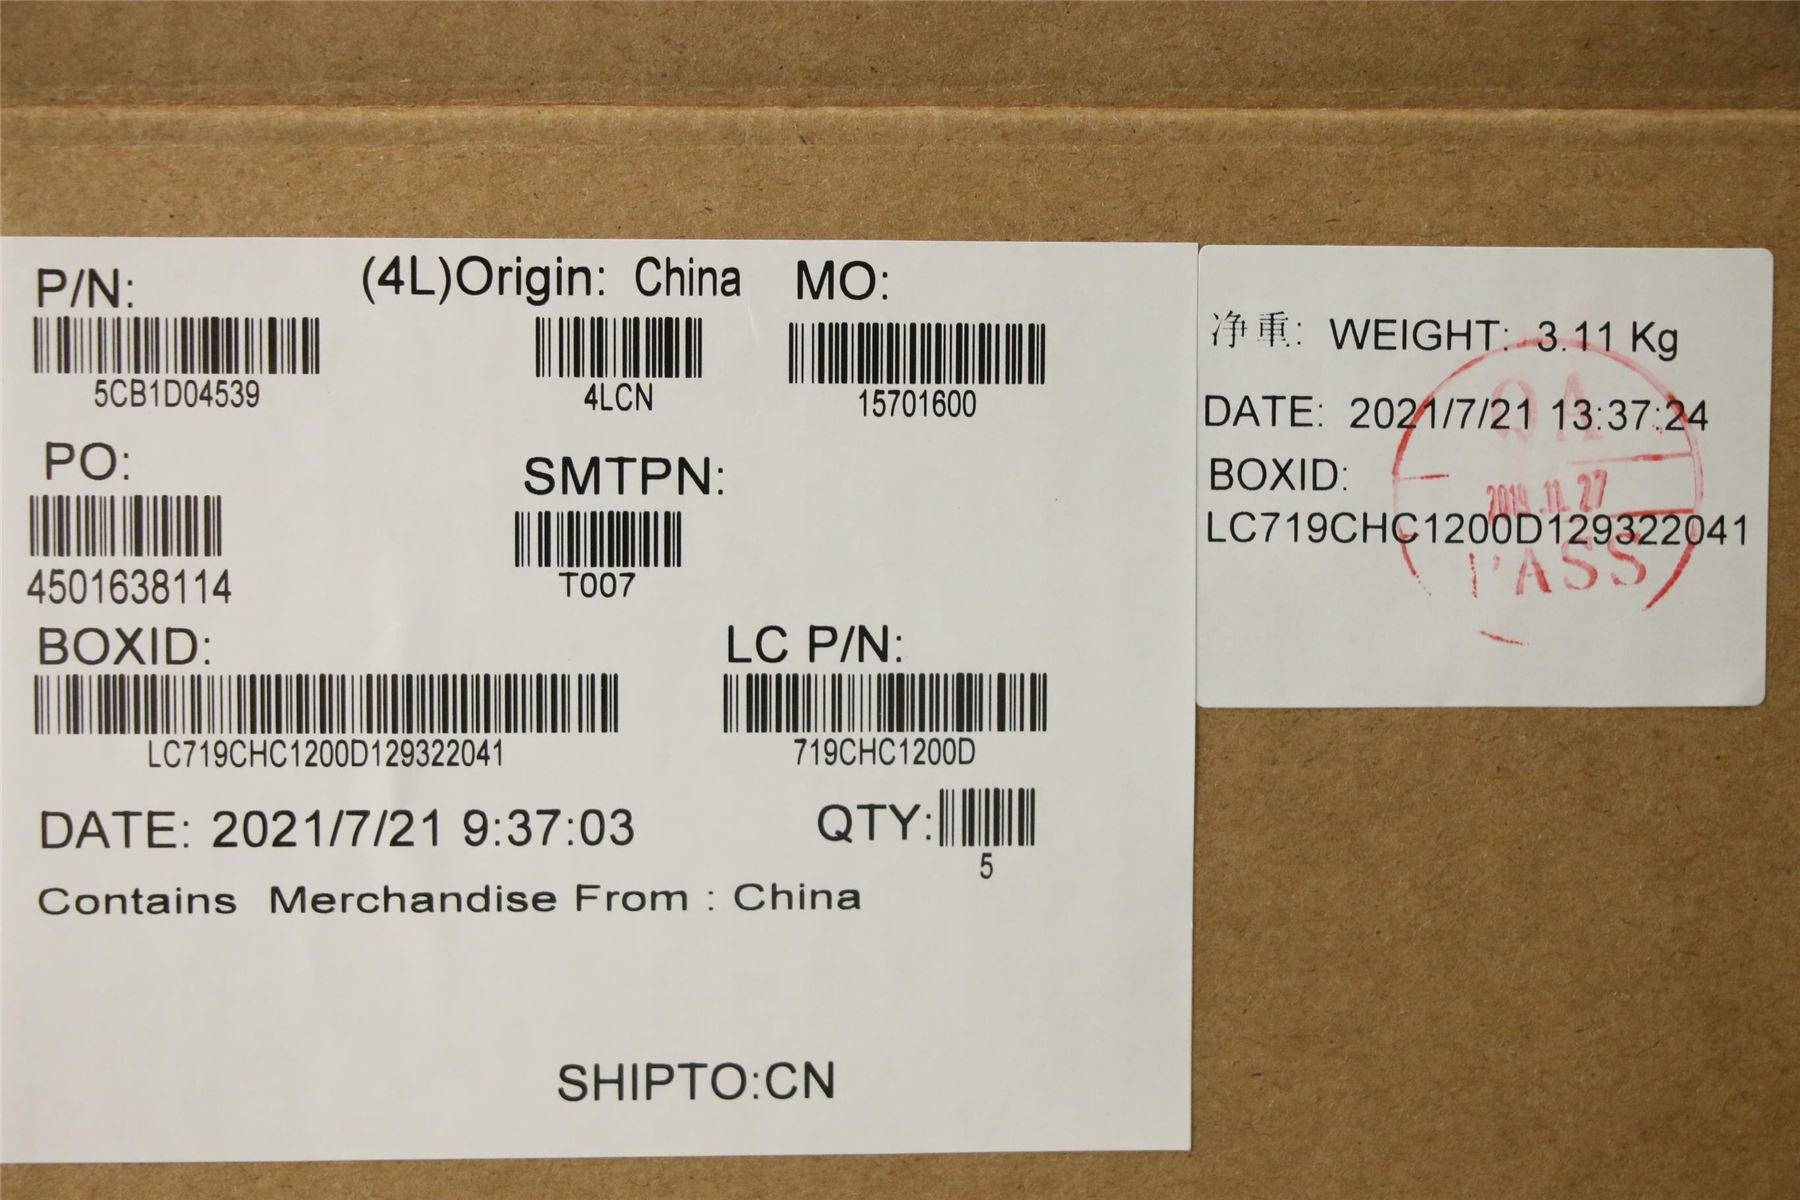 P/N: (4L)Origin: China MO:
5CB1D04539 4LCN 15701600
PO: SMTPN:
4501638114 T007
BOXID: LC P/N:
LC719CHC1200D129322041 719CHC1200D
DATE: 2021/7/21 9:37:03 QTY:
5
Contains Merchandise From : China
SHIPTO:CN
净重: WEIGHT: 3.11 Kg
DATE: 2021/7/21 13:37:24
BOXID:
LC719CHC1200D129322041
QA
PASS